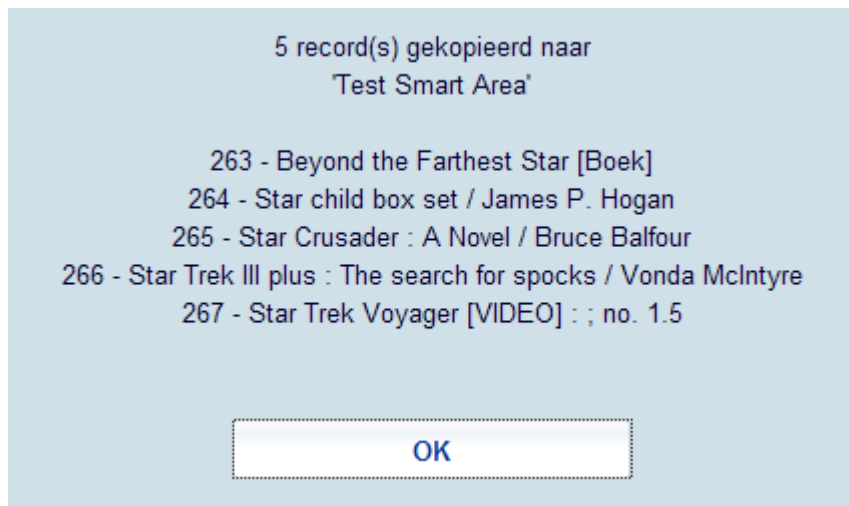 5 record(s) gekopieerd naar
'Test Smart Area'
263 - Beyond the Farthest Star [Boek]
264 - Star child box set / James P. Hogan
265 - Star Crusader : A Novel / Bruce Balfour
266 - Star Trek III plus : The search for spocks / Vonda McIntyre
267 - Star Trek Voyager [VIDEO] : ; no. 1.5
OK